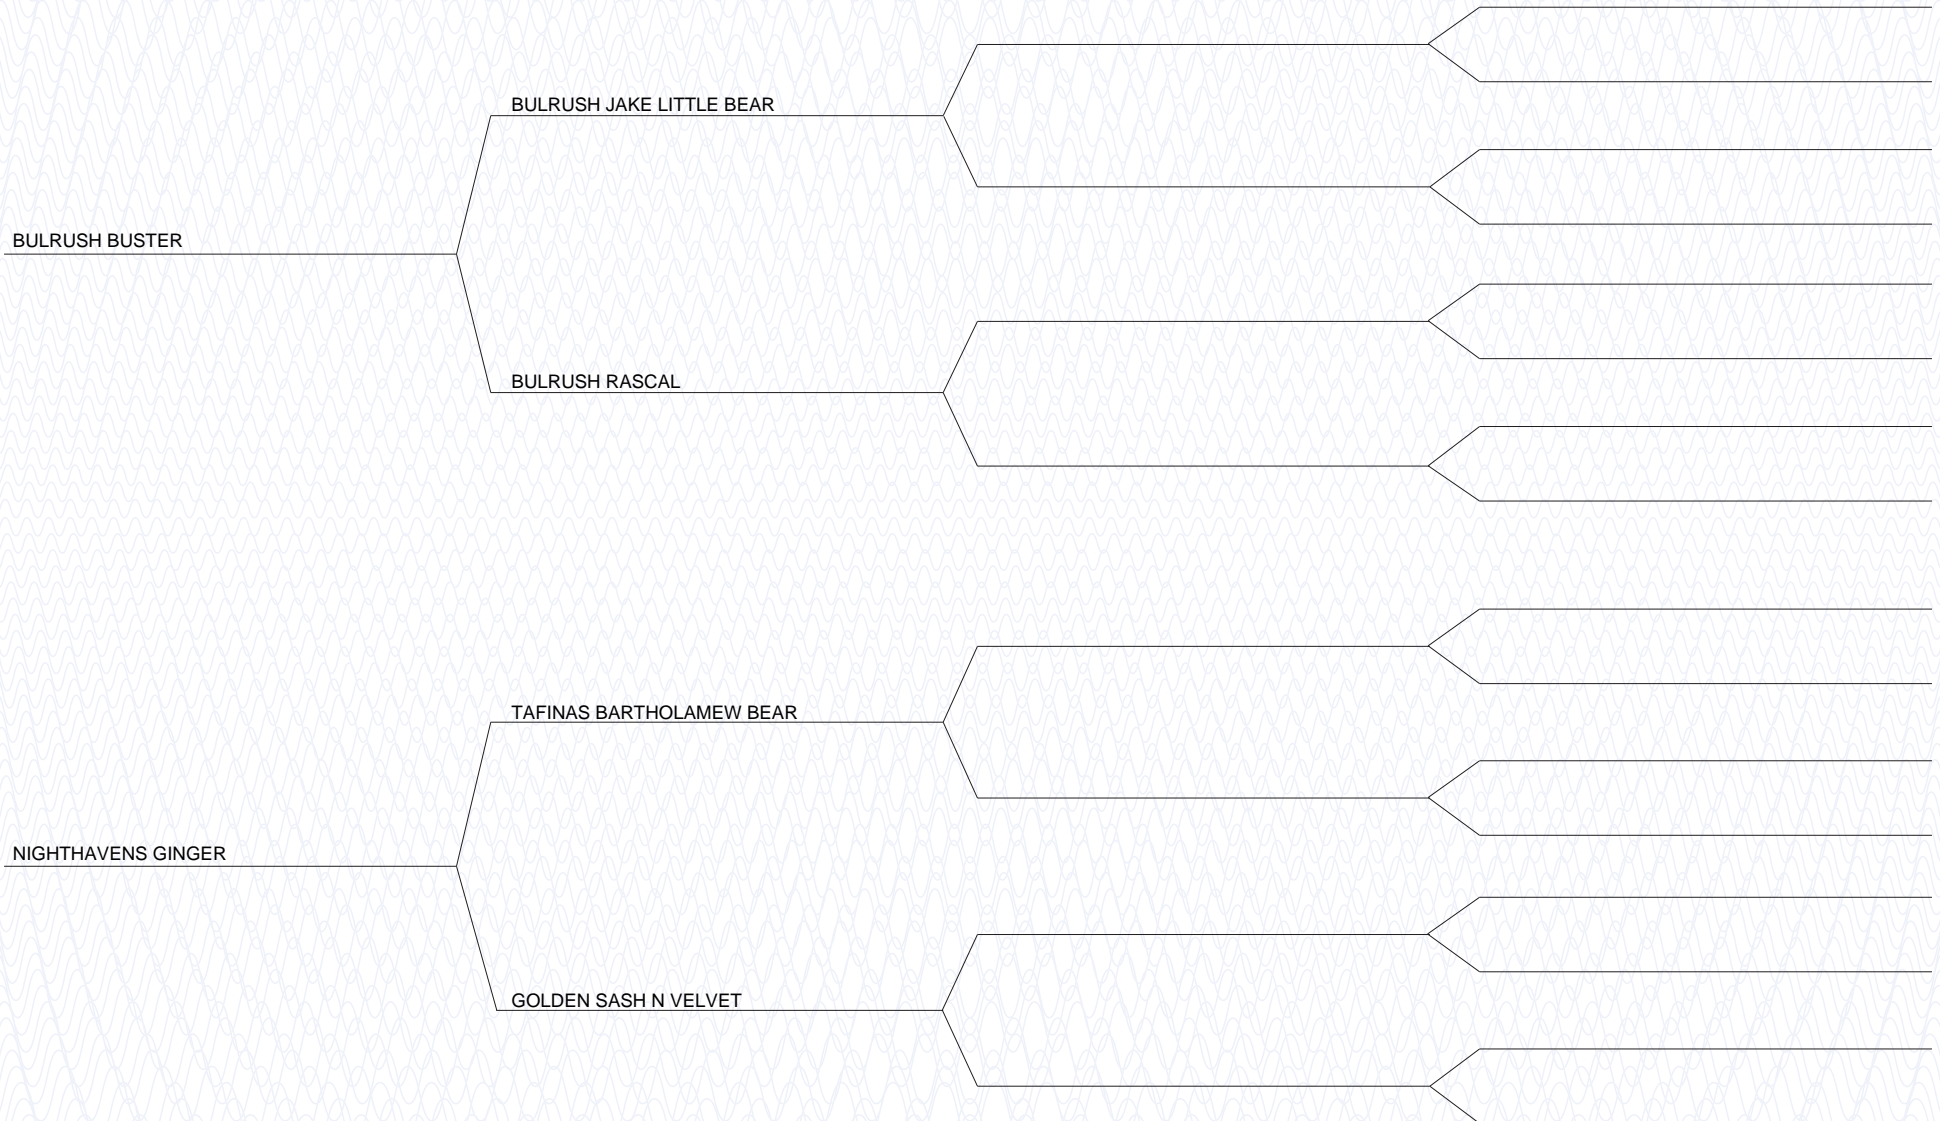 BULRUSH JAKE LITTLE BEAR
BULRUSH BUSTER
BULRUSH RASCAL
TAFINAS BARTHOLAMEW BEAR
NIGHTHAVENS GINGER
GOLDEN SASH N VELVET